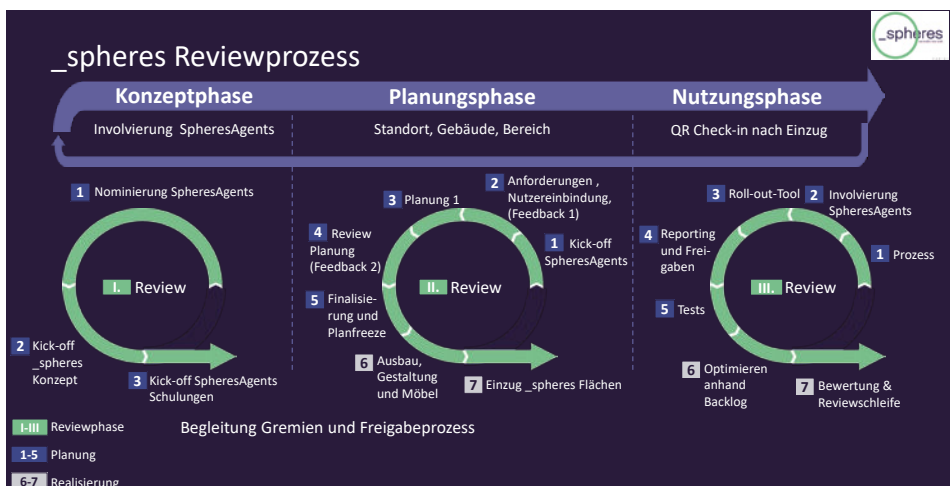 _spheres
_spheres Reviewprozess
Konzeptphase
Planungsphase
Nutzungsphase
Involvierung SpheresAgents
Standort, Gebäude, Bereich
QR Check-in nach Einzug
1 Nominierung SpheresAgents
I. Review
2 Kick-off
_spheres
Konzept
3 Kick-off SpheresAgents
Schulungen
1 Kick-off
SpheresAgents
2 Anforderungen ,
Nutzereinbindung,
(Feedback 1)
3 Planung 1
4 Review
Planung
(Feedback 2)
II. Review
5 Finalisie-
rung und
Planfreeze
6 Ausbau,
Gestaltung
und Möbel
7 Einzug _spheres Flächen
1 Prozess
2 Involvierung
SpheresAgents
3 Roll-out-Tool
4 Reporting
und Frei-
gaben
III. Review
5 Tests
6 Optimieren
anhand
Backlog
7 Bewertung &
Reviewschleife
I-III Reviewphase
Begleitung Gremien und Freigabeprozess
1-5 Planung
6-7 Realisierung